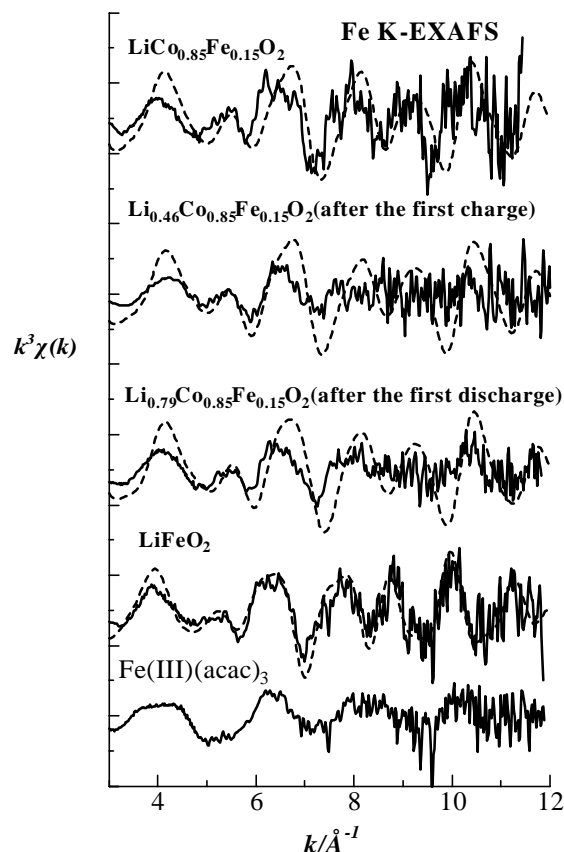 Fe K-EXAFS
LiCo0.85Fe0.15O2
Li0.46Co0.85Fe0.15O2(after the first charge)
k3χ(k)
Li0.79Co0.85Fe0.15O2(after the first discharge)
LiFeO2
Fe(III)(acac)3
4 6 8 10 12
k/Å-1